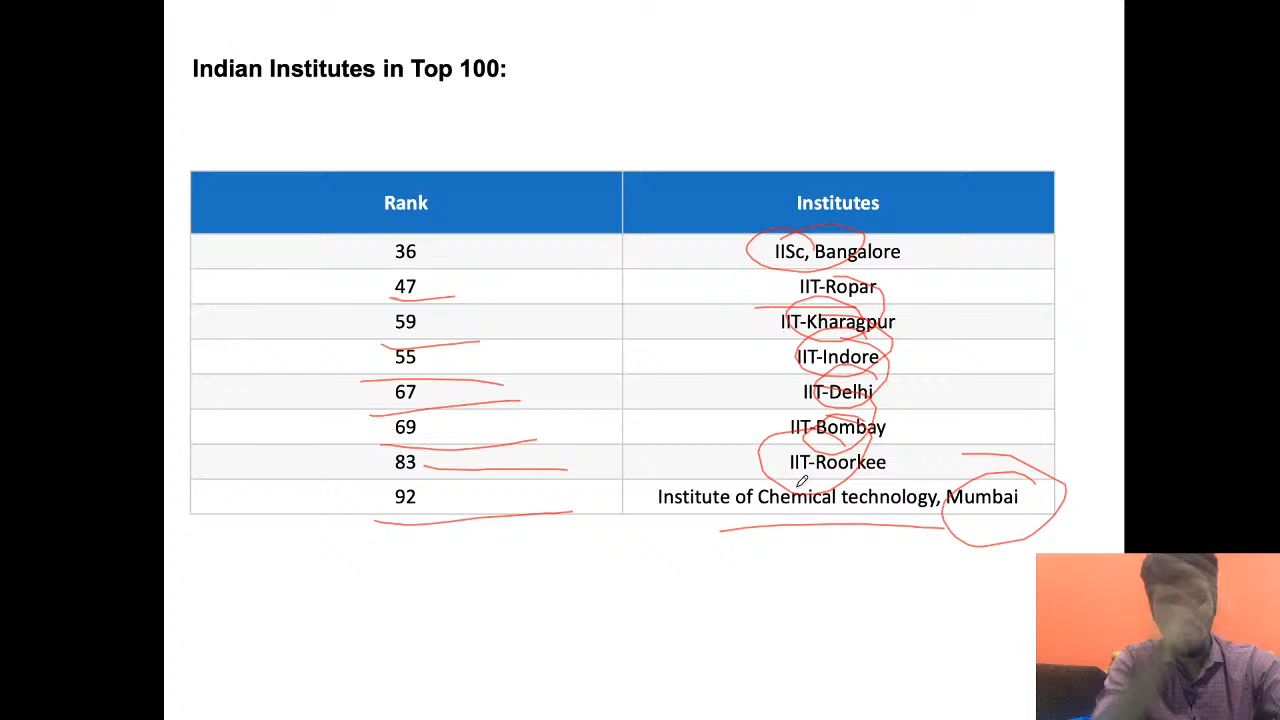 Indian Institutes in Top 100:
Rank Institutes
36 IISc, Bangalore
47 IIT-Ropar
59 IIT-Kharagpur
55 IIT-Indore
67 IIT-Delhi
69 IIT-Bombay
83 IIT-Roorkee
92 Institute of Chemical technology, Mumbai